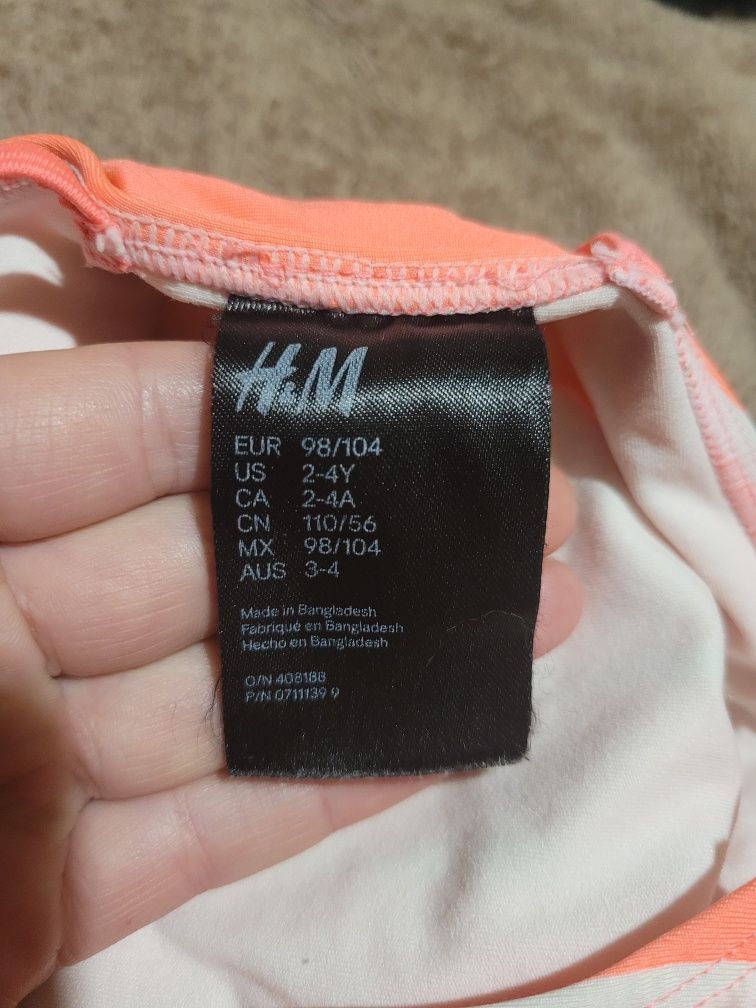 H&M
EUR 98/104
US 2-4Y
CA 2-4A
CN 110/56
MX 98/104
AUS 3-4
Made in Bangladesh
Fabriqué en Bangladesh
Hecho en Bangladesh
O/N 408188
P/N 0711139 9